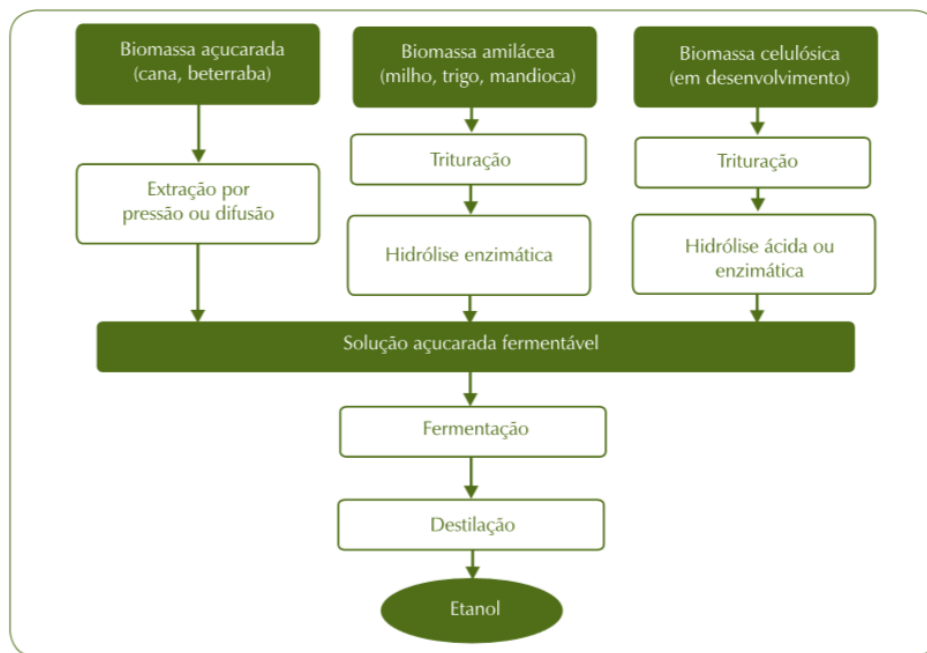 Biomassa açucarada
(cana, beterraba)
Biomassa amilácea
(milho, trigo, mandioca)
Biomassa celulósica
(em desenvolvimento)
Extração por
pressão ou difusão
Trituração
Hidrólise enzimática
Trituração
Hidrólise ácida ou
enzimática
Solução açucarada fermentável
Fermentação
Destilação
Etanol